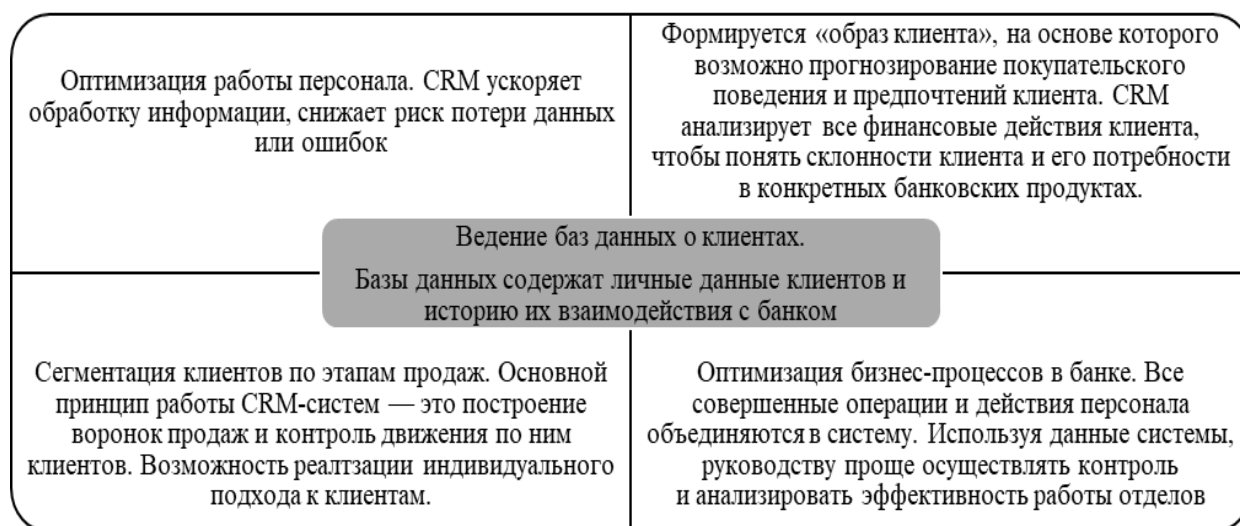 Оптимизация работы персонала. CRM ускоряет
обработку информации, снижает риск потери данных
или ошибок
Формируется «образ клиента», на основе которого
возможно прогнозирование покупательского
поведения и предпочтений клиента. CRM
анализирует все финансовые действия клиента,
чтобы понять склонности клиента и его потребности
в конкретных банковских продуктах.
Ведение баз данных о клиентах.
Базы данных содержат личные данные клиентов и
историю их взаимодействия с банком
Сегментация клиентов по этапам продаж. Основной
принцип работы CRM-систем — это построение
воронок продаж и контроль движения по ним
клиентов. Возможность реалтзации индивидуального
подхода к клиентам.
Оптимизация бизнес-процессов в банке. Все
совершенные операции и действия персонала
объединяются в систему. Используя данные системы,
руководству проще осуществлять контроль
и анализировать эффективность работы отделов